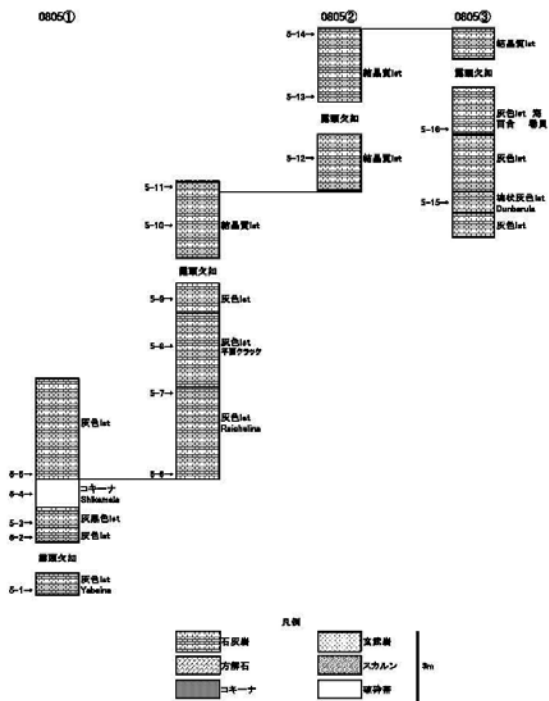 0805①
0805②
0805③
5-14→
結晶質lst
5-13→
露頭欠如
5-12→
結晶質lst
結晶質lst
露頭欠如
灰色lst 海
百合 巻貝
5-16→
灰色lst
5-15→
塊状灰色lst
Dunbarula
灰色lst
5-11→
5-10→
結晶質lst
露頭欠如
5-9→
灰色lst
5-8→
灰色lst
平面クラック
5-7→
灰色lst
Reichelina
5-6→
灰色lst
5-5→
5-4→
コキーナ
Shikamaia
5-3→
灰黒色lst
5-2→
灰色lst
露頭欠如
5-1→
灰色lst
Yabeina
凡例
石灰岩
玄武岩
方解石
スカルン
コキーナ
破砕帯
3m